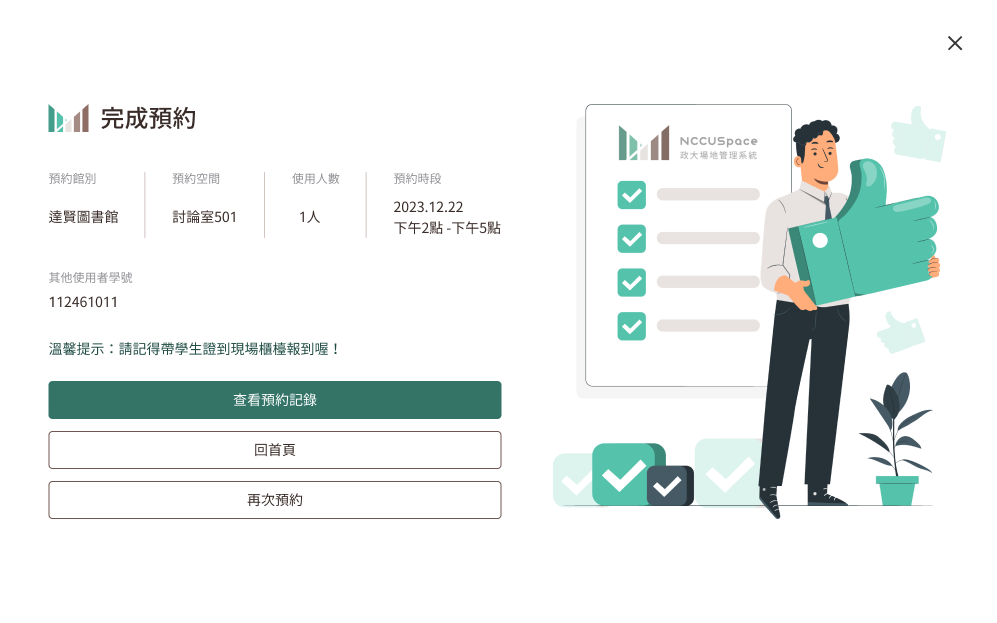 完成預約
預約館別
達賢圖書館
預約空間
討論室501
使用人數
1人
預約時段
2023.12.22
下午2點 -下午5點
其他使用者學號
112461011
溫馨提示：請記得帶學生證到現場櫃檯報到喔！
查看預約記錄
回首頁
再次預約
NCCUSpace
政大場地管理系統